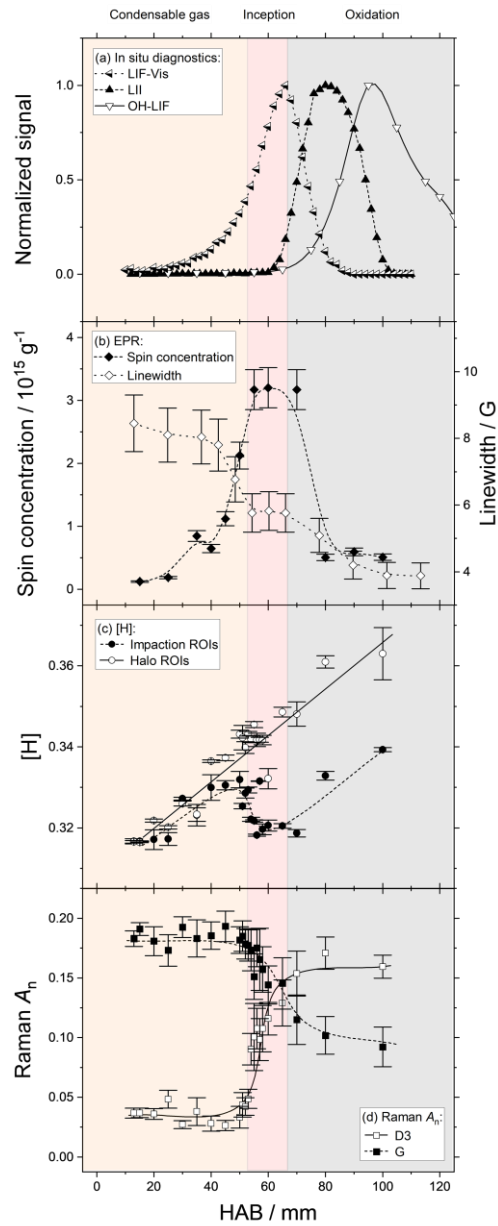 Condensable gas Inception Oxidation
(a) In situ diagnostics:
LIF-Vis
LII
OH-LIF
1.0
0.5
0.0
Normalized signal
(b) EPR:
Spin concentration
Linewidth
4
3
2
1
0
Spin concentration / 10¹⁵ g⁻¹
10
8
6
4
Linewidth / G
(c) [H]:
Impaction ROIs
Halo ROIs
0.36
0.34
0.32
[H]
0.20
0.15
0.10
0.05
0.00
Raman Aₙ
(d) Raman Aₙ:
D3
G
0 20 40 60 80 100
HAB / mm